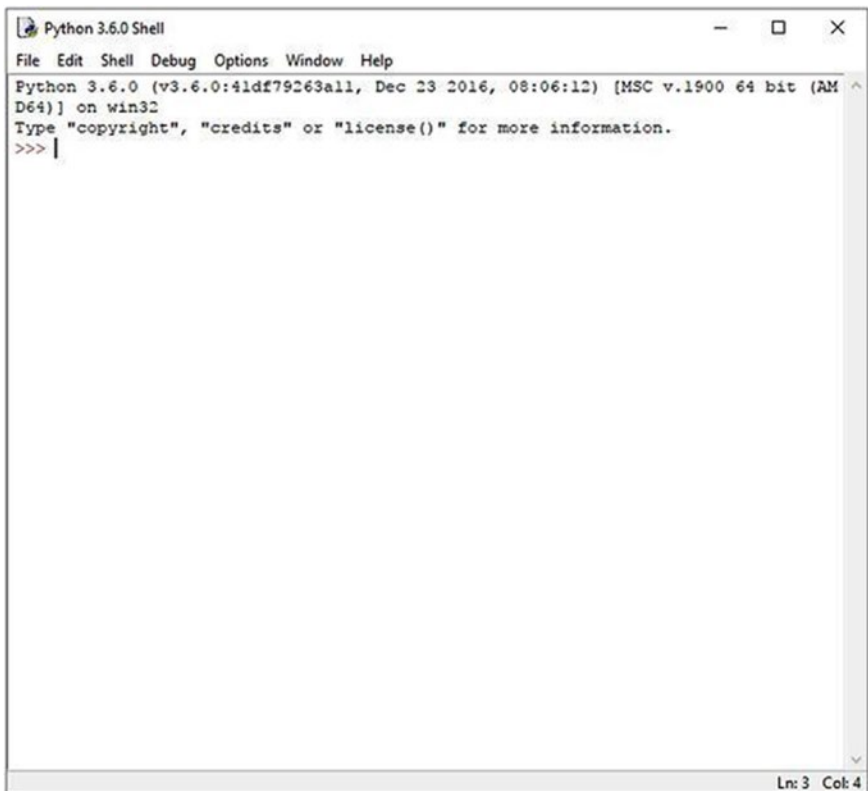 Python 3.6.0 Shell
File Edit Shell Debug Options Window Help
Python 3.6.0 (v3.6.0:41df79263a11, Dec 23 2016, 08:06:12) [MSC v.1900 64 bit (AM
D64)] on win32
Type "copyright", "credits" or "license()" for more information.
>>>
Ln: 3 Col: 4